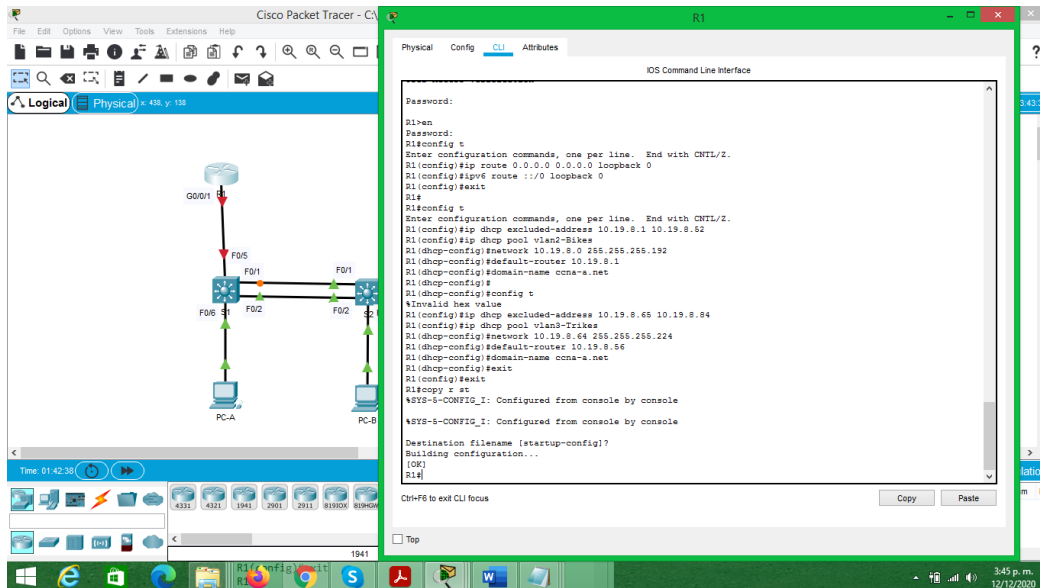 Cisco Packet Tracer - C:\
File Edit Options View Tools Extensions Help
Logical
Physical
x: 438, y: 138
G0/0/1
R1
F0/5
F0/1
F0/1
F0/6
S1
F0/2
F0/2
S2
PC-A
PC-B
Time: 01:42:38
4331
4321
1941
2901
2911
819IOX
819HGW
1941
R1
Physical
Config
CLI
Attributes
IOS Command Line Interface
Password:
R1>en
Password:
R1#config t
Enter configuration commands, one per line. End with CNTL/Z.
R1(config)#ip route 0.0.0.0 0.0.0.0 loopback 0
R1(config)#ipv6 route ::/0 loopback 0
R1(config)#exit
R1#
R1#config t
Enter configuration commands, one per line. End with CNTL/Z.
R1(config)#ip dhcp excluded-address 10.19.8.1 10.19.8.52
R1(config)#ip dhcp pool vlan2-Bikes
R1(dhcp-config)#network 10.19.8.0 255.255.255.192
R1(dhcp-config)#default-router 10.19.8.1
R1(dhcp-config)#domain-name ccna-a.net
R1(dhcp-config)#
R1(dhcp-config)#config t
%Invalid hex value
R1(dhcp-config)#ip dhcp excluded-address 10.19.8.65 10.19.8.84
R1(config)#ip dhcp pool vlan3-Trikes
R1(dhcp-config)#network 10.19.8.64 255.255.255.224
R1(dhcp-config)#default-router 10.19.8.56
R1(dhcp-config)#domain-name ccna-a.net
R1(dhcp-config)#exit
R1(config)#exit
R1#copy r st
%SYS-5-CONFIG_I: Configured from console by console
%SYS-5-CONFIG_I: Configured from console by console
Destination filename [startup-config]?
Building configuration...
[OK]
R1#
Ctrl+F6 to exit CLI focus
Copy
Paste
Top
3:45 p. m.
12/12/2020